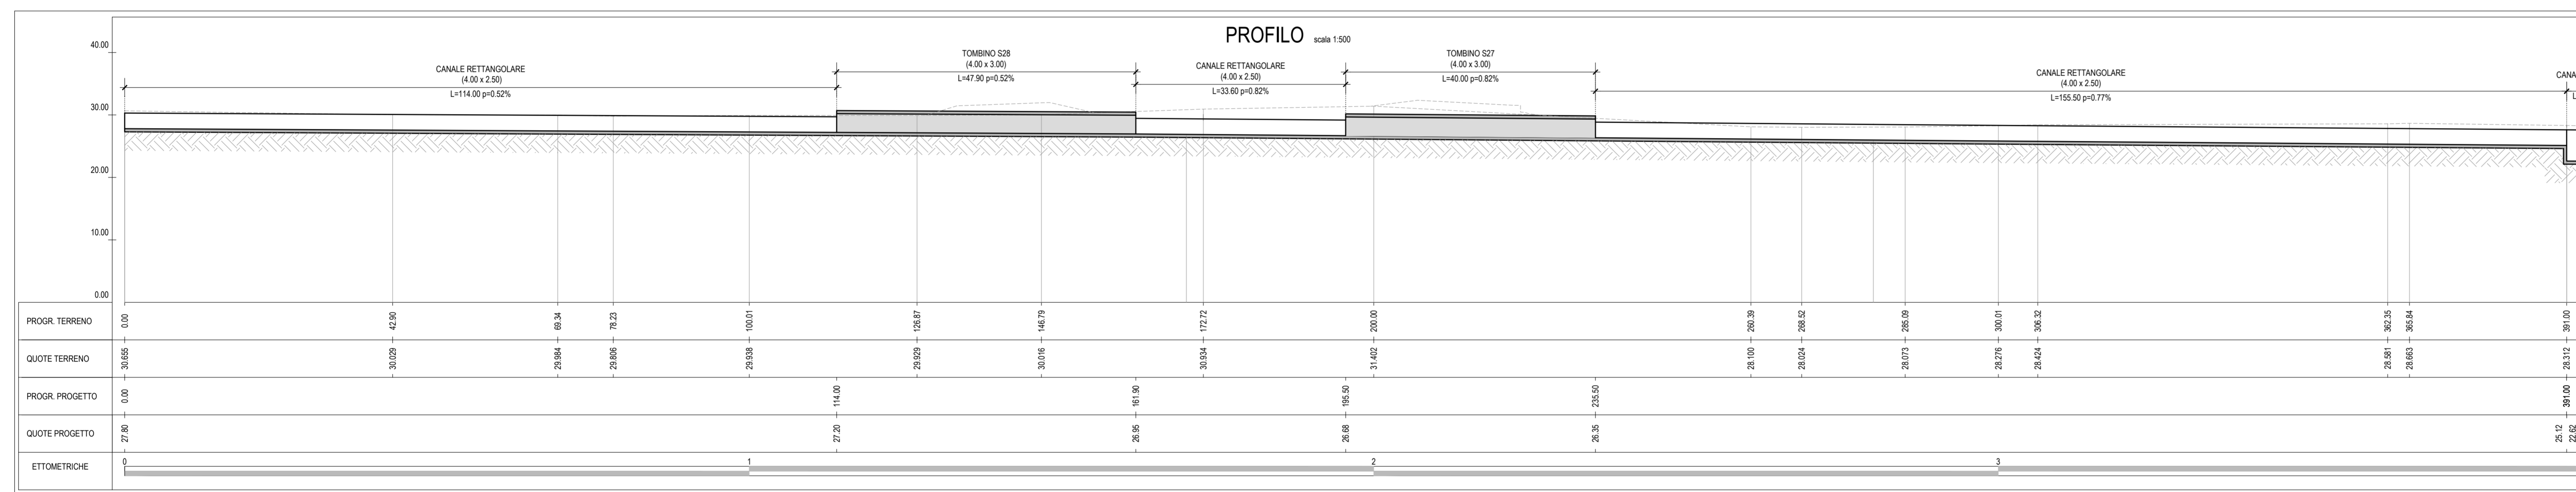 PROFILO scala 1:500
40.00
30.00
20.00
10.00
0.00
CANALE RETTANGOLARE
(4.00 x 2.50)
L=114.00 p=0.52%
TOMBINO S28
(4.00 x 3.00)
L=47.90 p=0.52%
CANALE RETTANGOLARE
(4.00 x 2.50)
L=33.60 p=0.82%
TOMBINO S27
(4.00 x 3.00)
L=40.00 p=0.82%
CANALE RETTANGOLARE
(4.00 x 2.50)
L=155.50 p=0.77%
CANA
L
PROGR. TERRENO 0.00 42.90 69.34 78.23 100.01 126.87 146.79 172.72 200.00 260.39 268.52 285.09 300.01 306.32 362.35 365.84 391.00
QUOTE TERRENO 30.655 30.029 29.984 29.806 29.938 29.929 30.016 30.934 31.402 28.100 28.024 28.073 28.276 28.424 28.581 28.663 28.312
PROGR. PROGETTO 0.00 114.00 161.90 195.50 235.50 391.00
QUOTE PROGETTO 27.80 27.20 26.95 26.68 26.35 25.12 22.62
ETTOMETRICHE 0 1 2 3